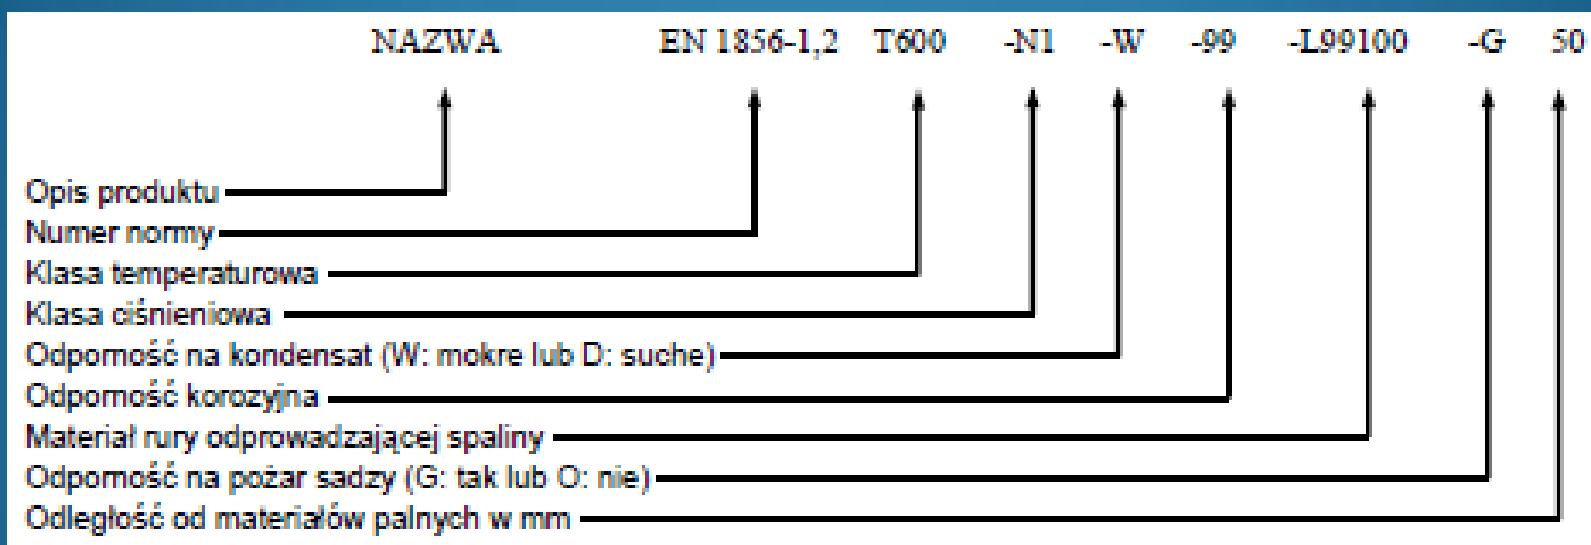 NAZWA EN 1856-1,2 T600 -N1 -W -99 -L99100 -G 50
Opis produktu
Numer normy
Klasa temperaturowa
Klasa ciśnieniowa
Odporność na kondensat (W: mokre lub D: suche)
Odporność korozyjna
Materiał rury odprowadzającej spaliny
Odporność na pożar sadzy (G: tak lub O: nie)
Odległość od materiałów palnych w mm